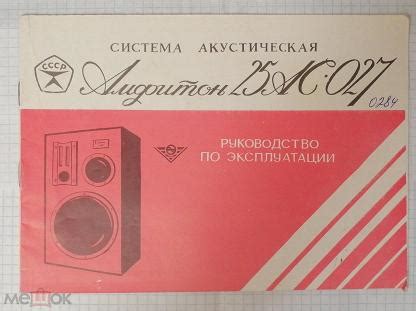 СИСТЕМА АКУСТИЧЕСКАЯ
СССР
Амфитон 25АС-027
0284
РУКОВОДСТВО
ПО ЭКСПЛУАТАЦИИ
МЕШОК